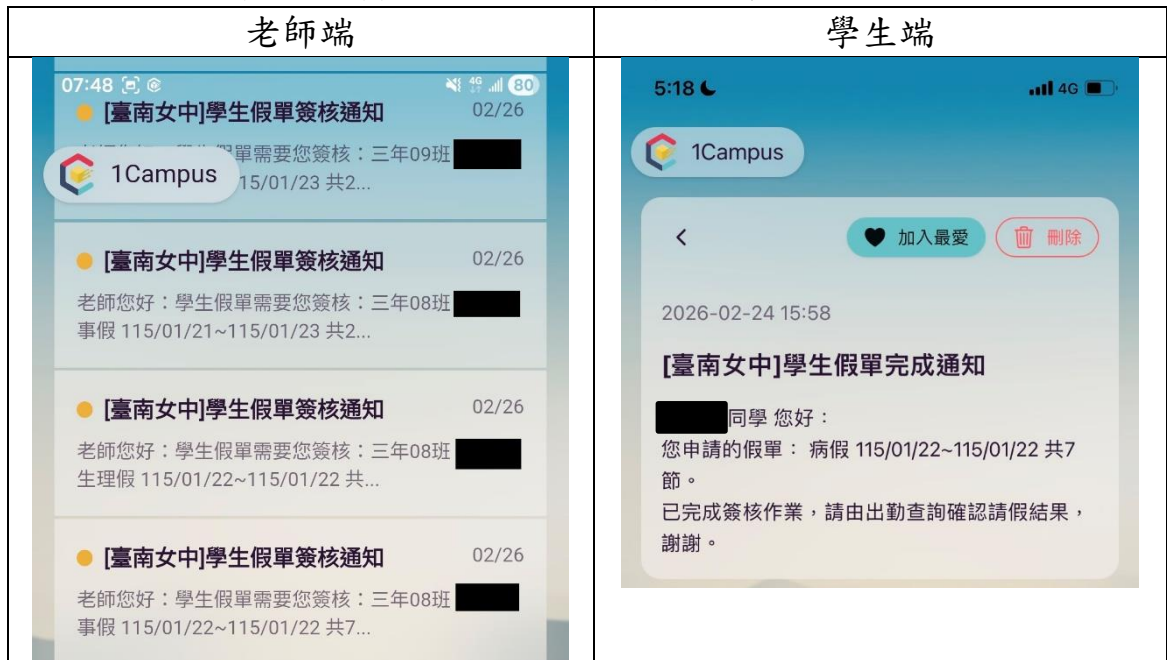 老師端
學生端
07:48
4G
80
[臺南女中]學生假單簽核通知 02/26
單需要您簽核：三年09班
1Campus
15/01/23 共2...
[臺南女中]學生假單簽核通知 02/26
老師您好：學生假單需要您簽核：三年08班
事假 115/01/21~115/01/23 共2...
[臺南女中]學生假單簽核通知 02/26
老師您好：學生假單需要您簽核：三年08班
生理假 115/01/22~115/01/22 共...
[臺南女中]學生假單簽核通知 02/26
老師您好：學生假單需要您簽核：三年08班
事假 115/01/22~115/01/22 共7...
5:18
4G
1Campus
加入最愛
刪除
2026-02-24 15:58
[臺南女中]學生假單完成通知
同學 您好：
您申請的假單： 病假 115/01/22~115/01/22 共7
節。
已完成簽核作業，請由出勤查詢確認請假結果，
謝謝。